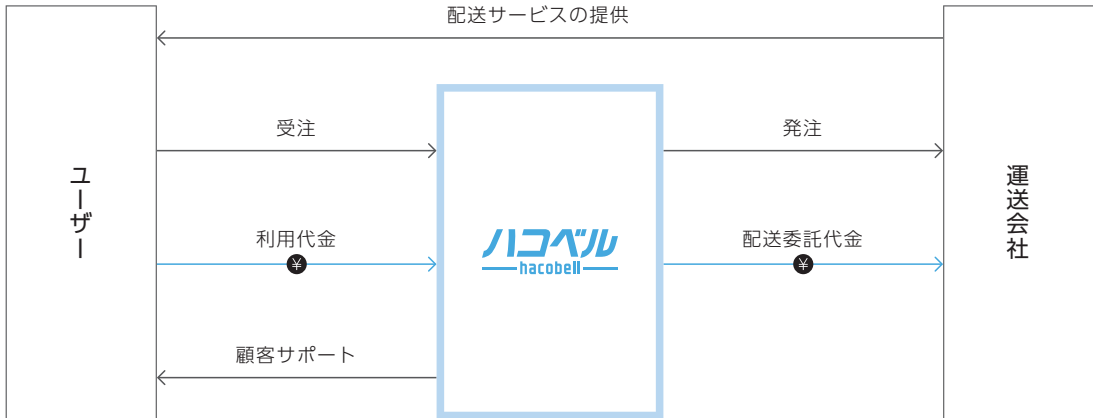 配送サービスの提供
受注
発注
ユーザー
運送会社
ハコベル
hacobell
利用代金
配送委託代金
¥
¥
顧客サポート